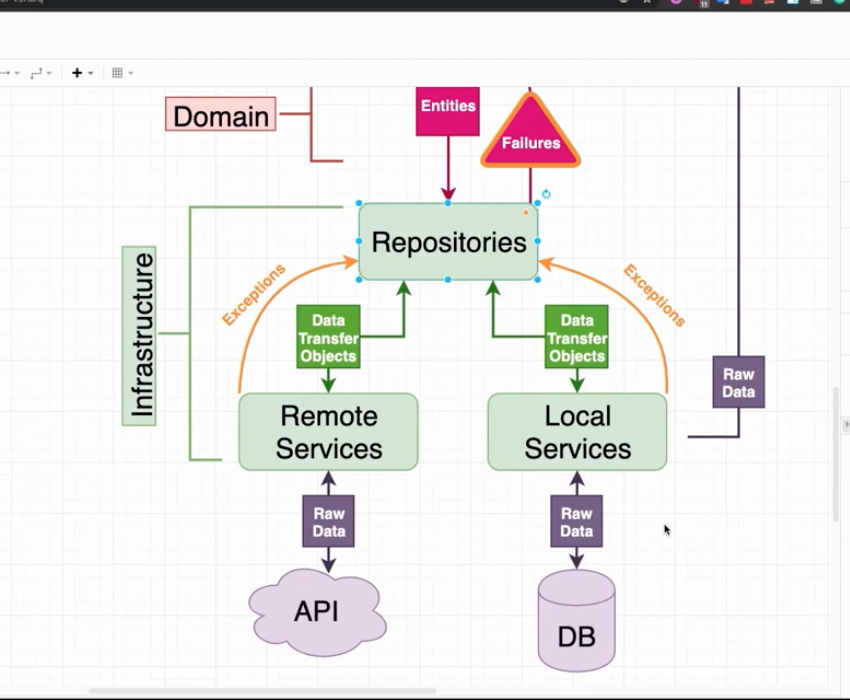 Domain
Entities
Failures
Repositories
Infrastructure
Exceptions
Exceptions
Data
Transfer
Objects
Data
Transfer
Objects
Raw
Data
Remote
Services
Local
Services
Raw
Data
Raw
Data
API
DB